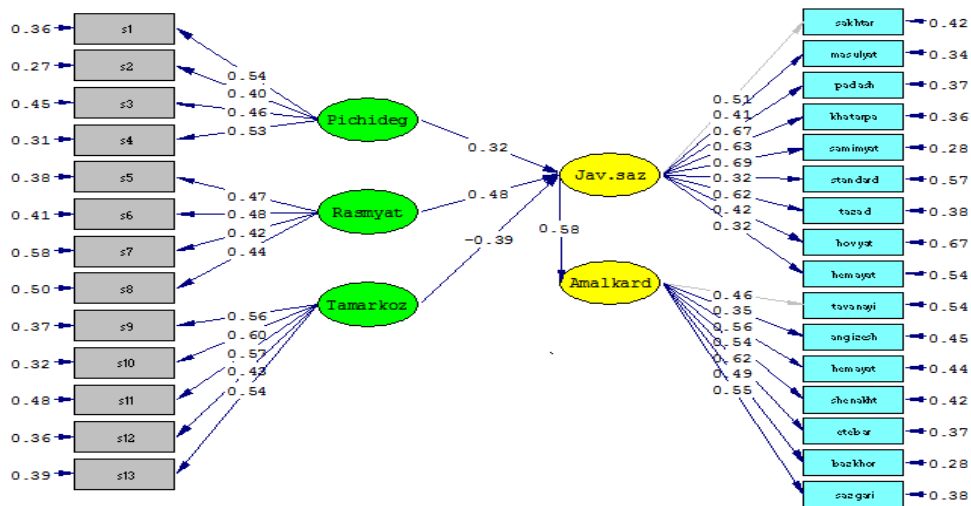 0.36 s1
0.27 s2
0.45 s3
0.31 s4
0.38 s5
0.41 s6
0.58 s7
0.50 s8
0.37 s9
0.32 s10
0.48 s11
0.36 s12
0.39 s13
0.54
0.40
0.46
0.53
0.47
0.48
0.42
0.44
0.56
0.60
0.57
0.43
0.54
Pichideg
Rasmyat
Tamarkoz
0.32
0.48
-0.39
Jav.saz
0.58
Amalkard
0.51
0.41
0.67
0.63
0.69
0.32
0.62
0.42
0.32
0.46
0.35
0.56
0.54
0.62
0.49
0.55
sakhtar 0.42
masulyat 0.34
padash 0.37
khatarpa 0.36
samimyat 0.28
standard 0.57
tazad 0.38
hovyat 0.67
hemayat 0.54
tavanayi 0.54
angizesh 0.45
hemayat 0.44
shenakht 0.42
etebar 0.37
bazkhor 0.28
sazgari 0.38